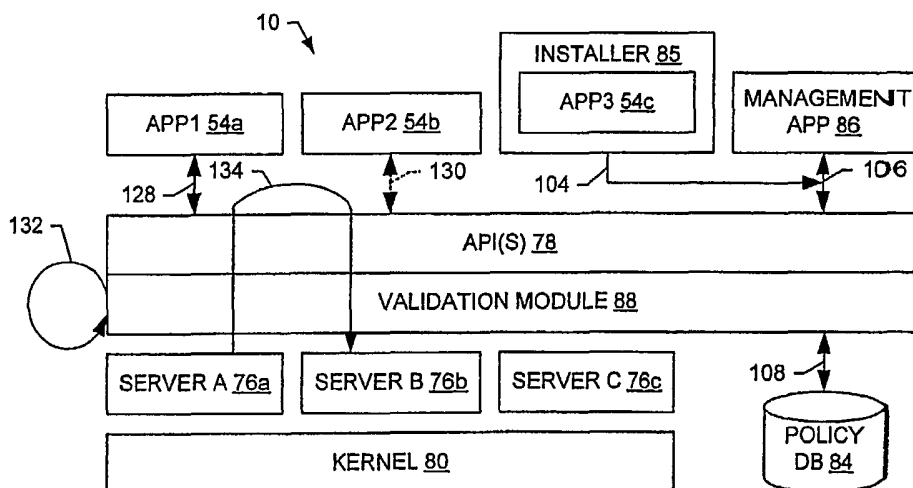 10
INSTALLER 85
APP1 54a
APP2 54b
APP3 54c
MANAGEMENT
APP 86
128
134
130
104
106
132
API(S) 78
VALIDATION MODULE 88
SERVER A 76a
SERVER B 76b
SERVER C 76c
108
KERNEL 80
POLICY
DB 84